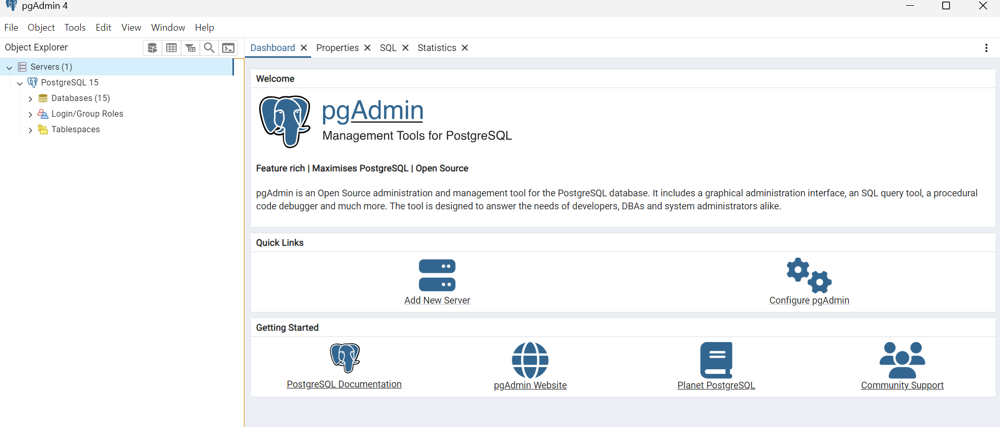 pgAdmin 4
File Object Tools Edit View Window Help
Object Explorer
Dashboard Properties SQL Statistics
Servers (1)
PostgreSQL 15
Databases (15)
Login/Group Roles
Tablespaces
Welcome
pgAdmin
Management Tools for PostgreSQL
Feature rich | Maximises PostgreSQL | Open Source
pgAdmin is an Open Source administration and management tool for the PostgreSQL database. It includes a graphical administration interface, an SQL query tool, a procedural
code debugger and much more. The tool is designed to answer the needs of developers, DBAs and system administrators alike.
Quick Links
Add New Server
Configure pgAdmin
Getting Started
PostgreSQL Documentation
pgAdmin Website
Planet PostgreSQL
Community Support